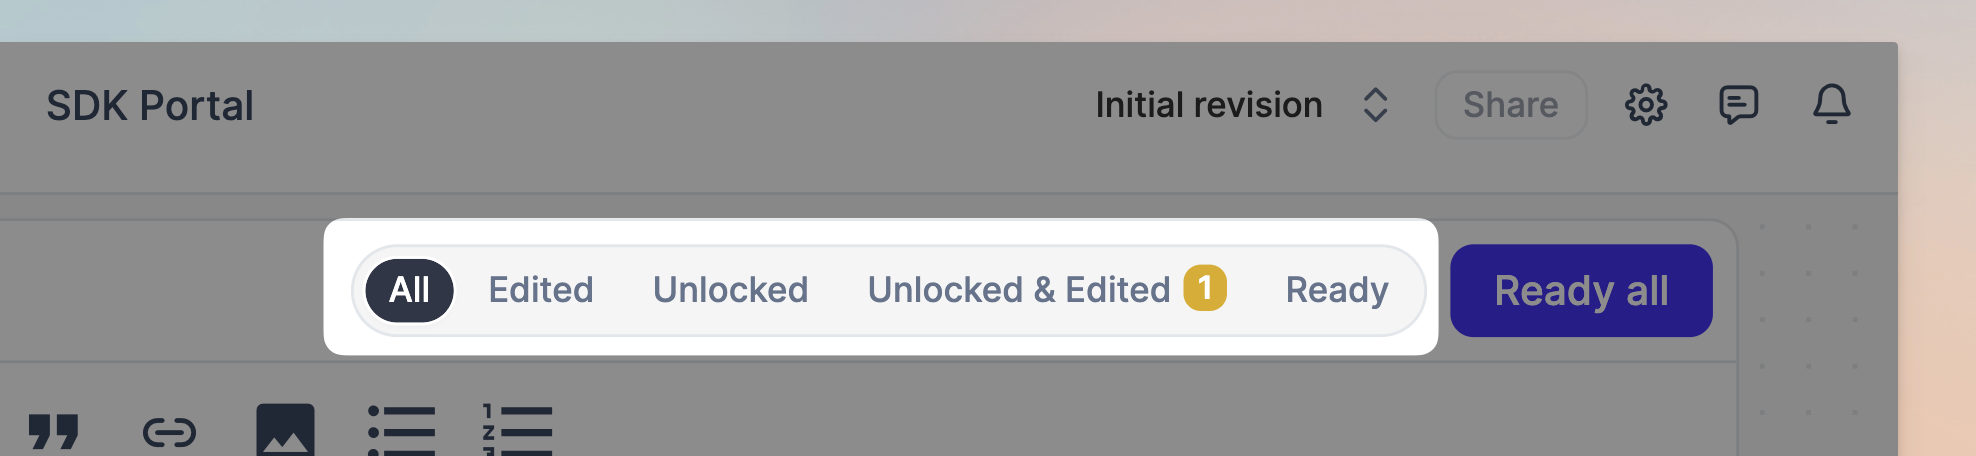 SDK Portal
Initial revision
Share
All Edited Unlocked Unlocked & Edited 1 Ready
Ready all